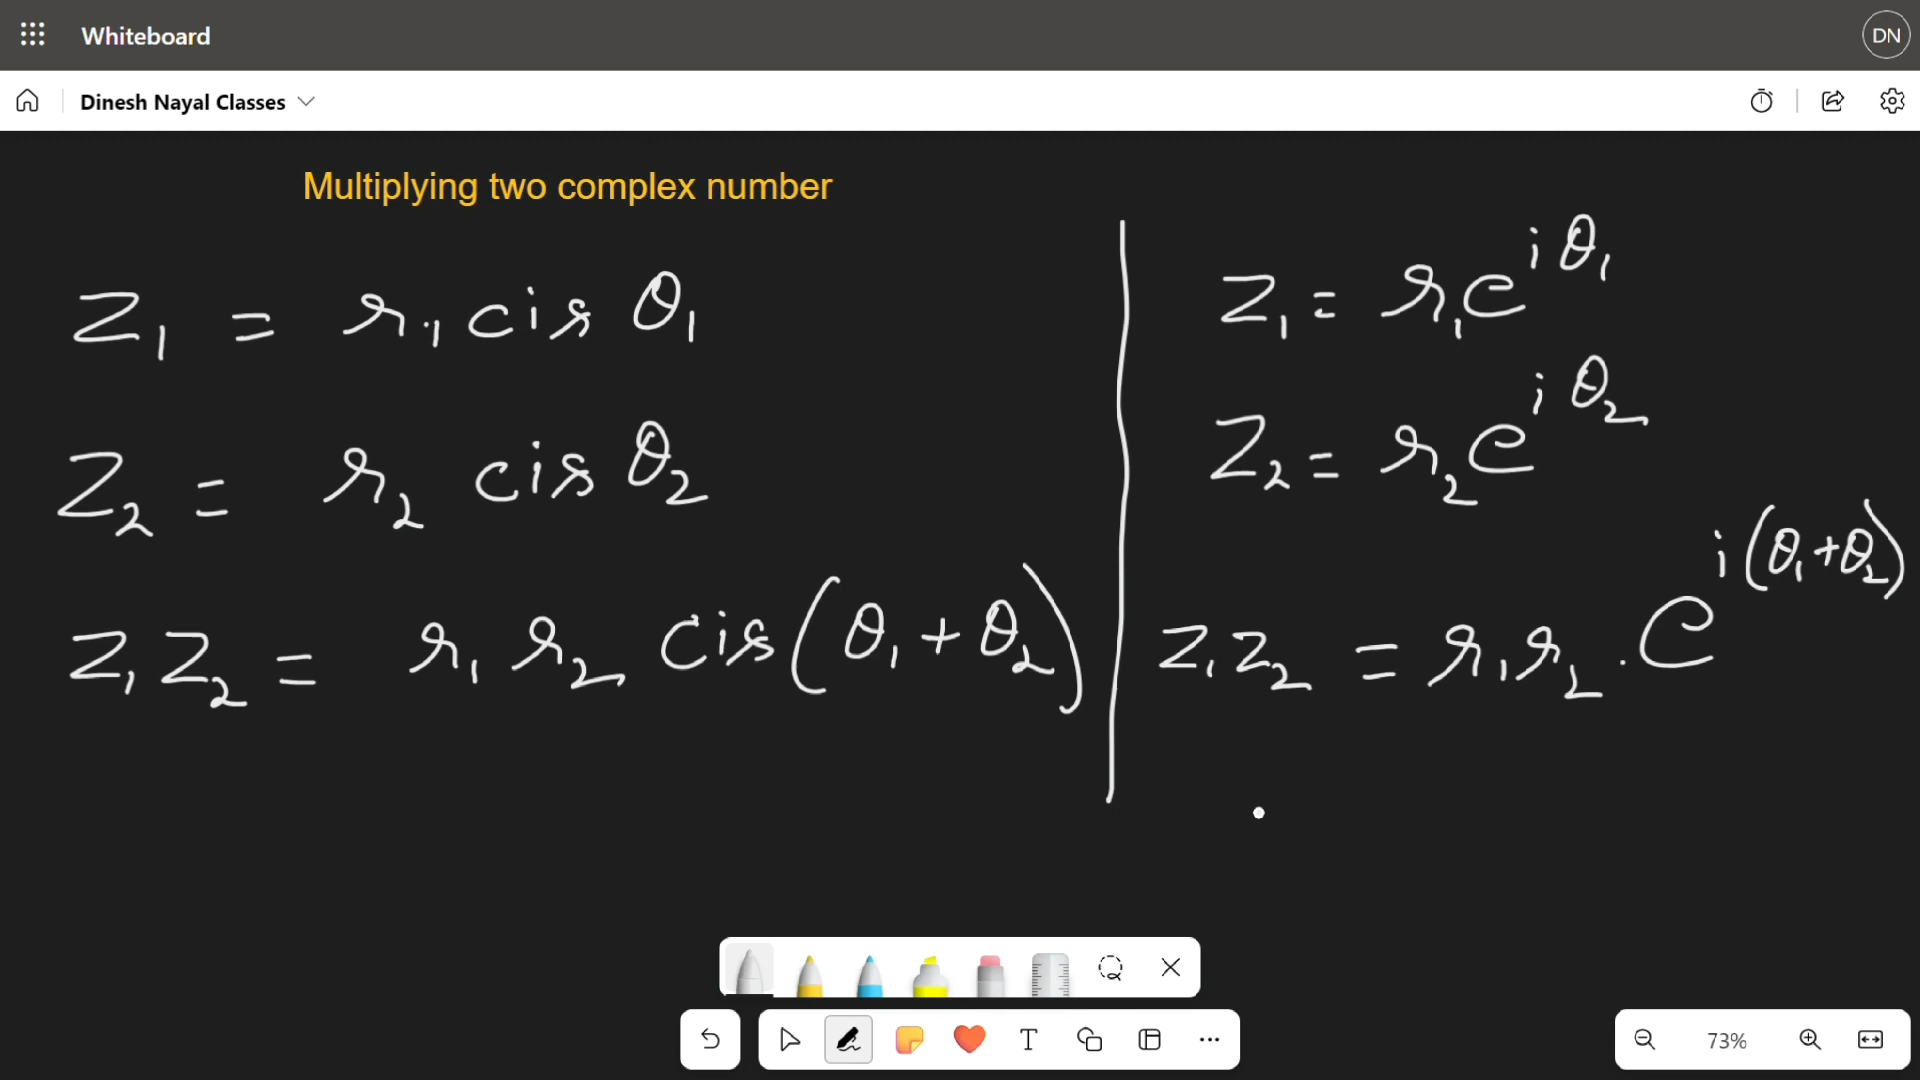 Whiteboard
DN
Dinesh Nayal Classes
Multiplying two complex number
z₁ = r₁ cis θ₁
z₂ = r₂ cis θ₂
z₁z₂ = r₁ r₂ cis(θ₁+θ₂)
z₁ = r₁e^{iθ₁}
z₂ = r₂e^{iθ₂}
z₁z₂ = r₁r₂.e^{i(θ₁+θ₂)}
73%